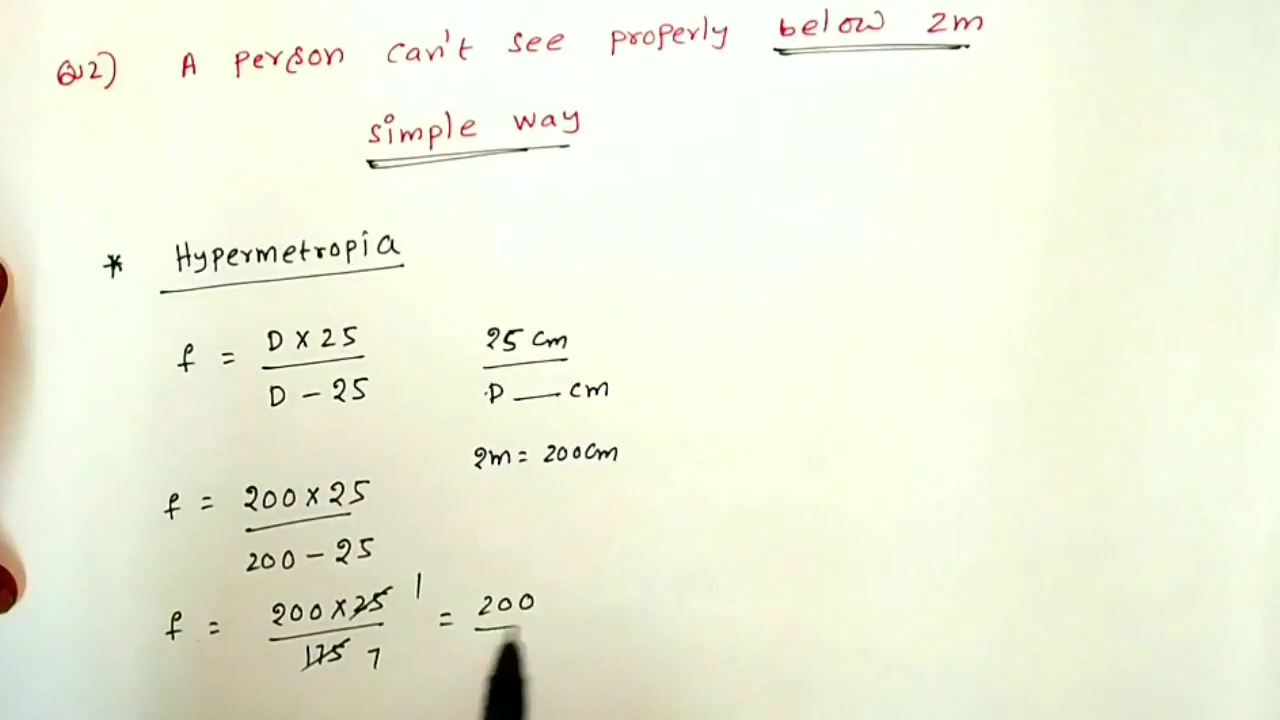 Q2) A person can't see properly below 2m
simple way
* Hypermetropia
f = D X 25 / D - 25
25 cm
D — cm
2m = 200cm
f = 200 x 25 / 200 - 25
f = 200 x 25 1 / 175 7 = 200